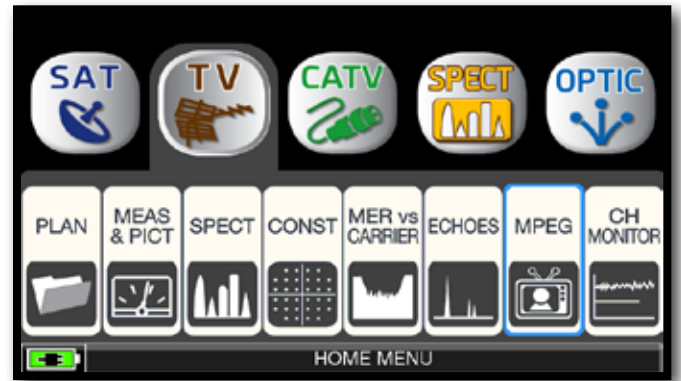 SAT
TV
CATV
SPECT
OPTIC
PLAN
MEAS
& PICT
SPECT
CONST
MER vs
CARRIER
ECHOES
MPEG
CH
MONITOR
HOME MENU